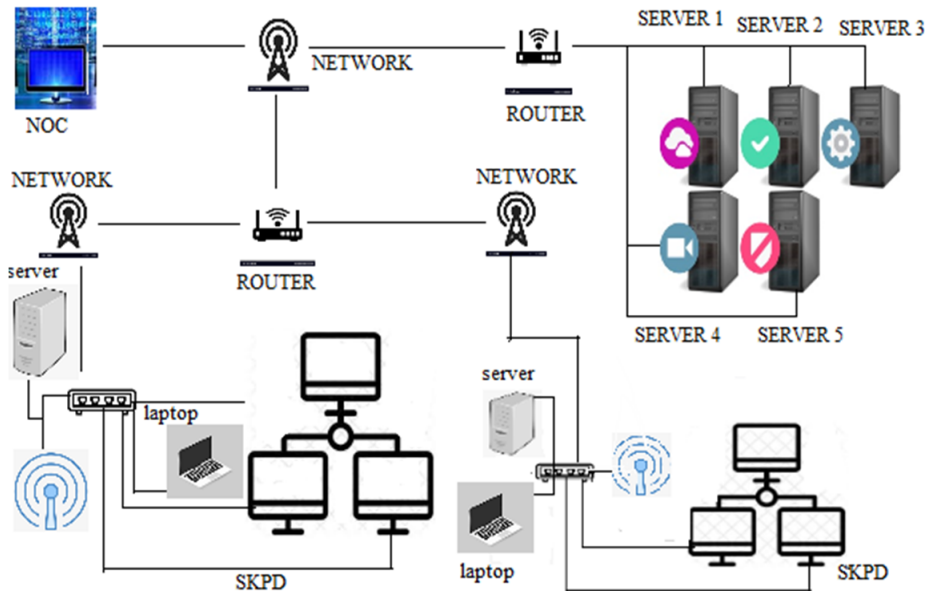 SERVER 1
SERVER 2
SERVER 3
NETWORK
NOC
ROUTER
NETWORK
NETWORK
server
ROUTER
SERVER 4
SERVER 5
laptop
server
laptop
SKPD
SKPD